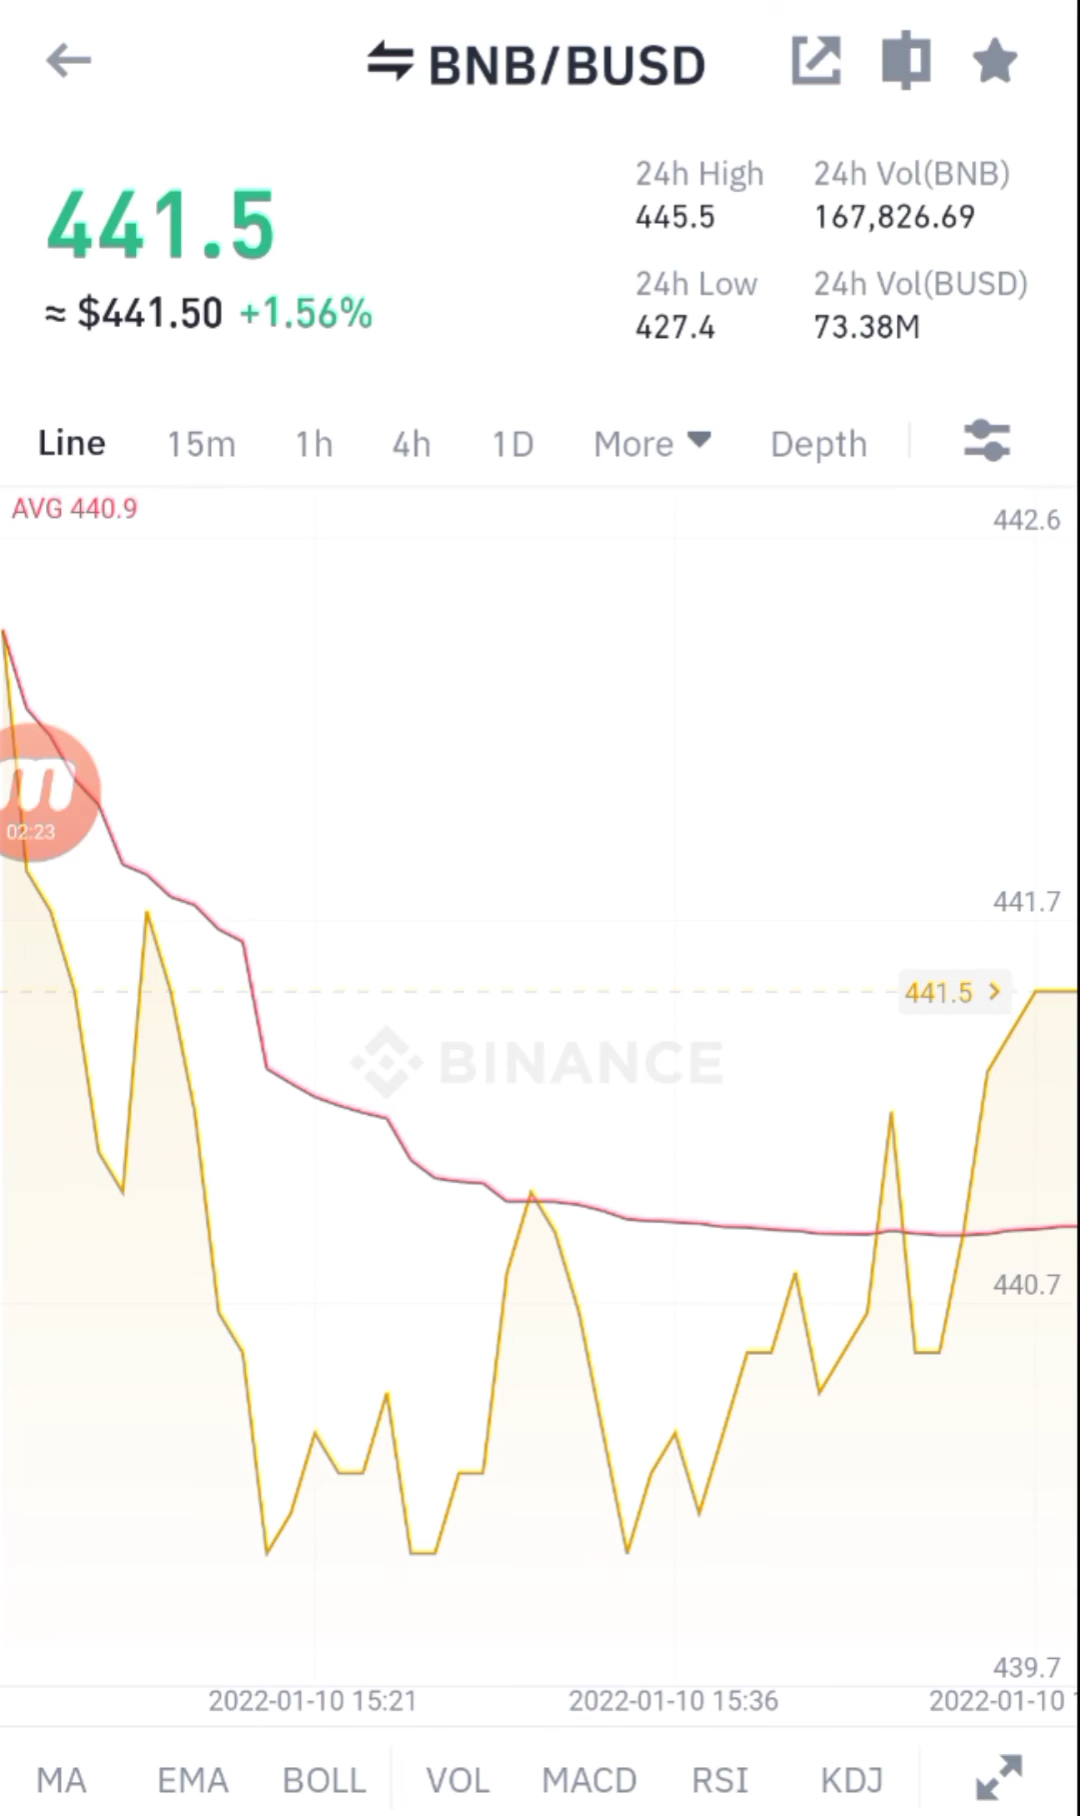 BNB/BUSD
441.5
≈ $441.50 +1.56%
24h High
445.5
24h Vol(BNB)
167,826.69
24h Low
427.4
24h Vol(BUSD)
73.38M
Line 15m 1h 4h 1D More Depth
AVG 440.9
442.6
m
02:23
441.7
441.5
BINANCE
440.7
439.7
2022-01-10 15:21 2022-01-10 15:36 2022-01-10
MA EMA BOLL VOL MACD RSI KDJ